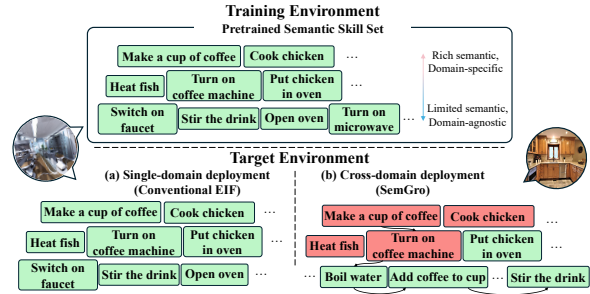 Training Environment
Pretrained Semantic Skill Set
Make a cup of coffee Cook chicken ...
Heat fish Turn on coffee machine Put chicken in oven ...
Switch on faucet Stir the drink Open oven Turn on microwave ...
Rich semantic,
Domain-specific
Limited semantic,
Domain-agnostic
Target Environment
(a) Single-domain deployment
(Conventional EIF)
Make a cup of coffee Cook chicken ...
Heat fish Turn on coffee machine Put chicken in oven ...
Switch on faucet Stir the drink Open oven ...
(b) Cross-domain deployment
(SemGro)
Make a cup of coffee Cook chicken ...
Heat fish Turn on coffee machine Put chicken in oven ...
... Boil water Add coffee to cup ... Stir the drink